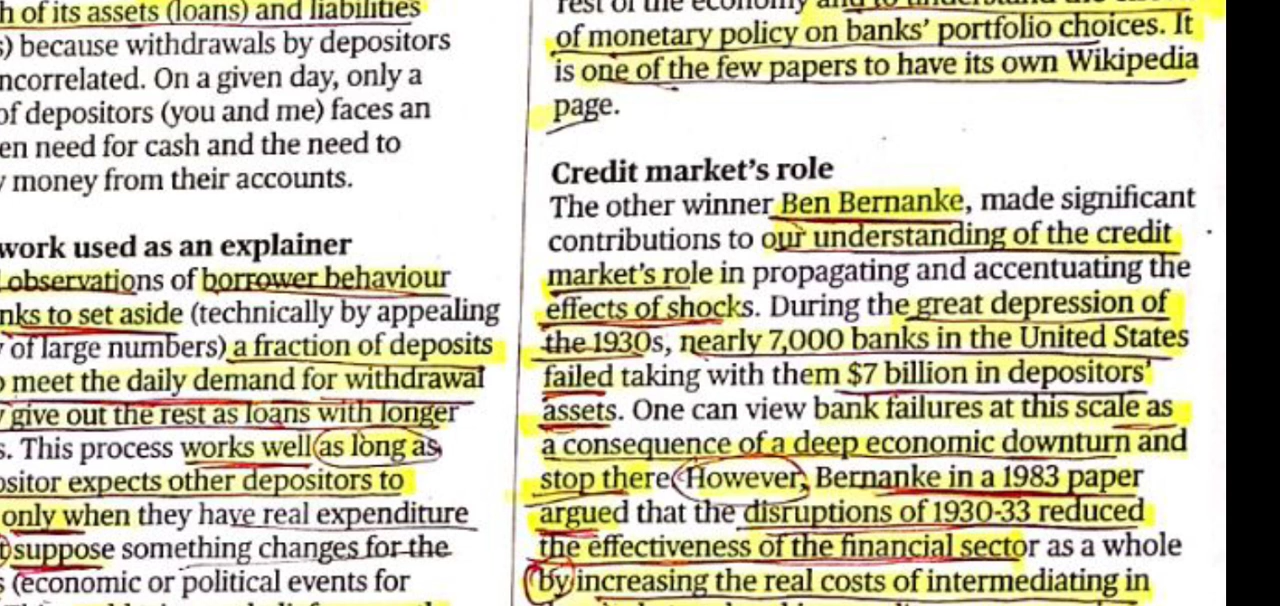 h of its assets (loans) and liabilities
s) because withdrawals by depositors
ncorrelated. On a given day, only a
of depositors (you and me) faces an
en need for cash and the need to
y money from their accounts.
work used as an explainer
observations of borrower behaviour
nks to set aside (technically by appealing
of large numbers) a fraction of deposits
o meet the daily demand for withdrawal
y give out the rest as loans with longer
s. This process works well as long as
ositor expects other depositors to
only when they have real expenditure
suppose something changes for the
s (economic or political events for
rest of the economy and to understand the
of monetary policy on banks' portfolio choices. It
is one of the few papers to have its own Wikipedia
page.
Credit market's role
The other winner Ben Bernanke, made significant
contributions to our understanding of the credit
market's role in propagating and accentuating the
effects of shocks. During the great depression of
the 1930s, nearly 7,000 banks in the United States
failed taking with them $7 billion in depositors'
assets. One can view bank failures at this scale as
a consequence of a deep economic downturn and
stop there. However, Bernanke in a 1983 paper
argued that the disruptions of 1930-33 reduced
the effectiveness of the financial sector as a whole
by increasing the real costs of intermediating in